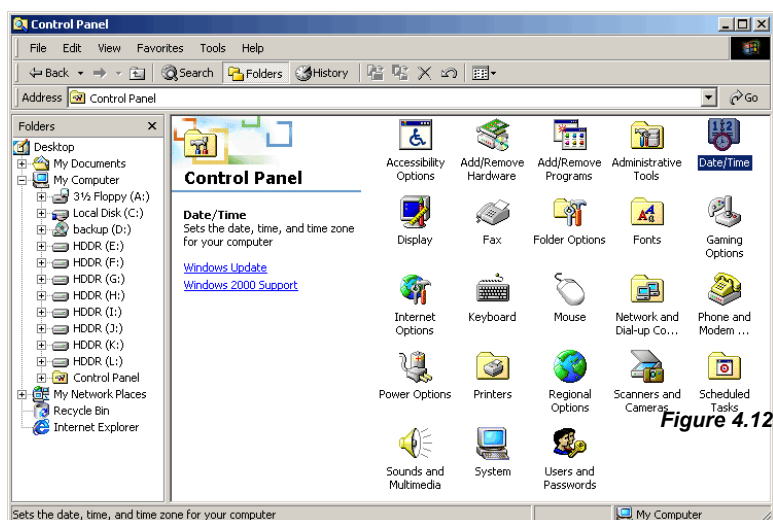 Control Panel
File Edit View Favorites Tools Help
Back Search Folders History
Address Control Panel Go
Folders x
Desktop
My Documents
My Computer
3½ Floppy (A:)
Local Disk (C:)
backup (D:)
HDDR (E:)
HDDR (F:)
HDDR (G:)
HDDR (H:)
HDDR (I:)
HDDR (J:)
HDDR (K:)
HDDR (L:)
Control Panel
My Network Places
Recycle Bin
Internet Explorer
Control Panel
Date/Time
Sets the date, time, and time zone
for your computer
Windows Update
Windows 2000 Support
Accessibility
Options
Add/Remove
Hardware
Add/Remove
Programs
Administrative
Tools
Date/Time
Display
Fax
Folder Options
Fonts
Gaming
Options
Internet
Options
Keyboard
Mouse
Network and
Dial-up Co...
Phone and
Modem ...
Power Options
Printers
Regional
Options
Scanners and
Cameras
Scheduled
Tasks
Figure 4.12
Sounds and
Multimedia
System
Users and
Passwords
Sets the date, time, and time zone for your computer
My Computer